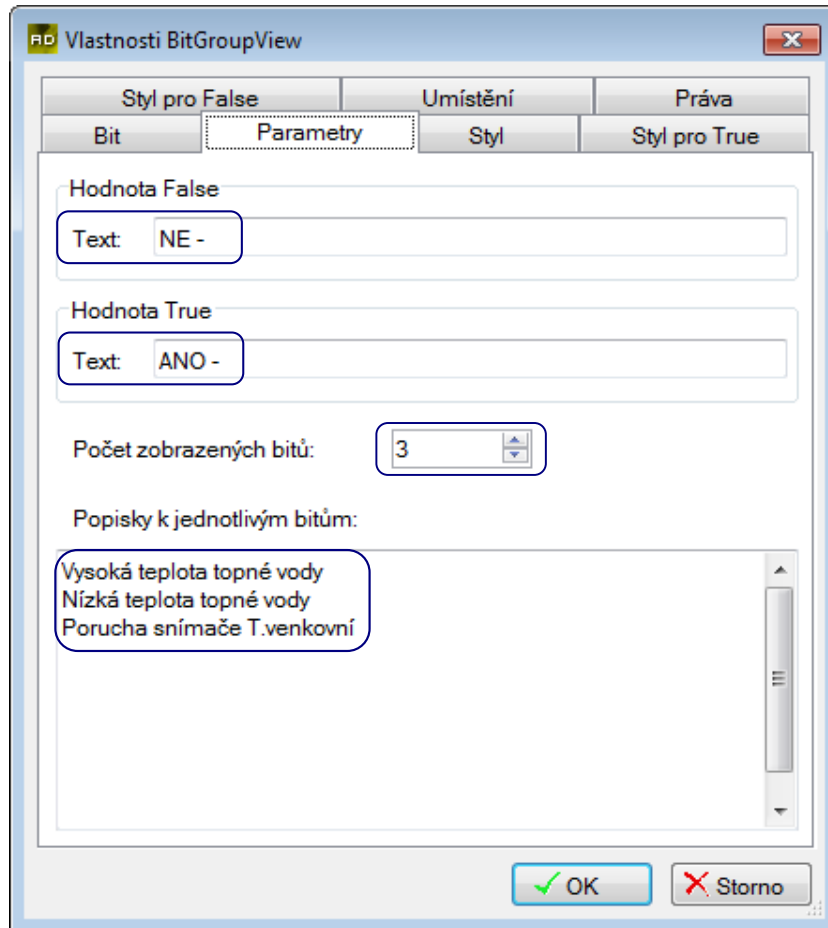 RD Vlastnosti BitGroupView
Styl pro False Umístění Práva
Bit Parametry Styl Styl pro True
Hodnota False
Text: NE -
Hodnota True
Text: ANO -
Počet zobrazených bitů: 3
Popisky k jednotlivým bitům:
Vysoká teplota topné vody
Nízká teplota topné vody
Porucha snímače T.venkovní
OK Storno